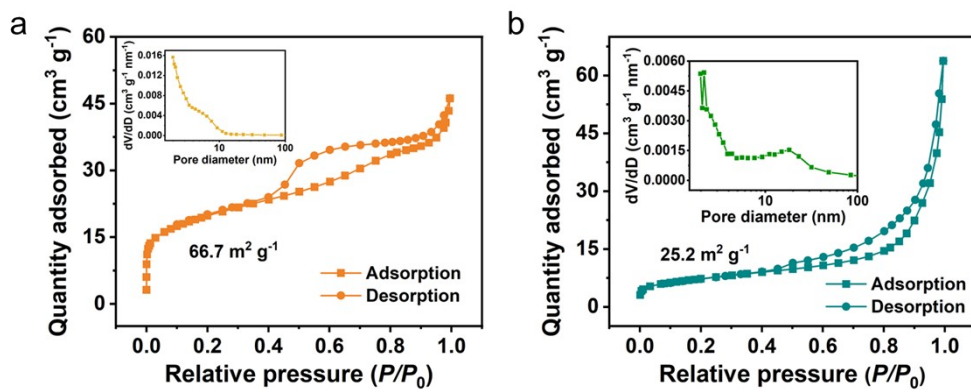 a
Quantity adsorbed (cm³ g⁻¹)
60
45
30
15
0
dV/dD (cm³ g⁻¹ nm⁻¹)
0.016
0.012
0.008
0.004
0.000
10
100
Pore diameter (nm)
66.7 m² g⁻¹
Adsorption
Desorption
0.0 0.2 0.4 0.6 0.8 1.0
Relative pressure (P/P₀)
b
Quantity adsorbed (cm³ g⁻¹)
60
45
30
15
0
dV/dD (cm³ g⁻¹ nm⁻¹)
0.0060
0.0045
0.0030
0.0015
0.0000
10
100
Pore diameter (nm)
25.2 m² g⁻¹
Adsorption
Desorption
0.0 0.2 0.4 0.6 0.8 1.0
Relative pressure (P/P₀)